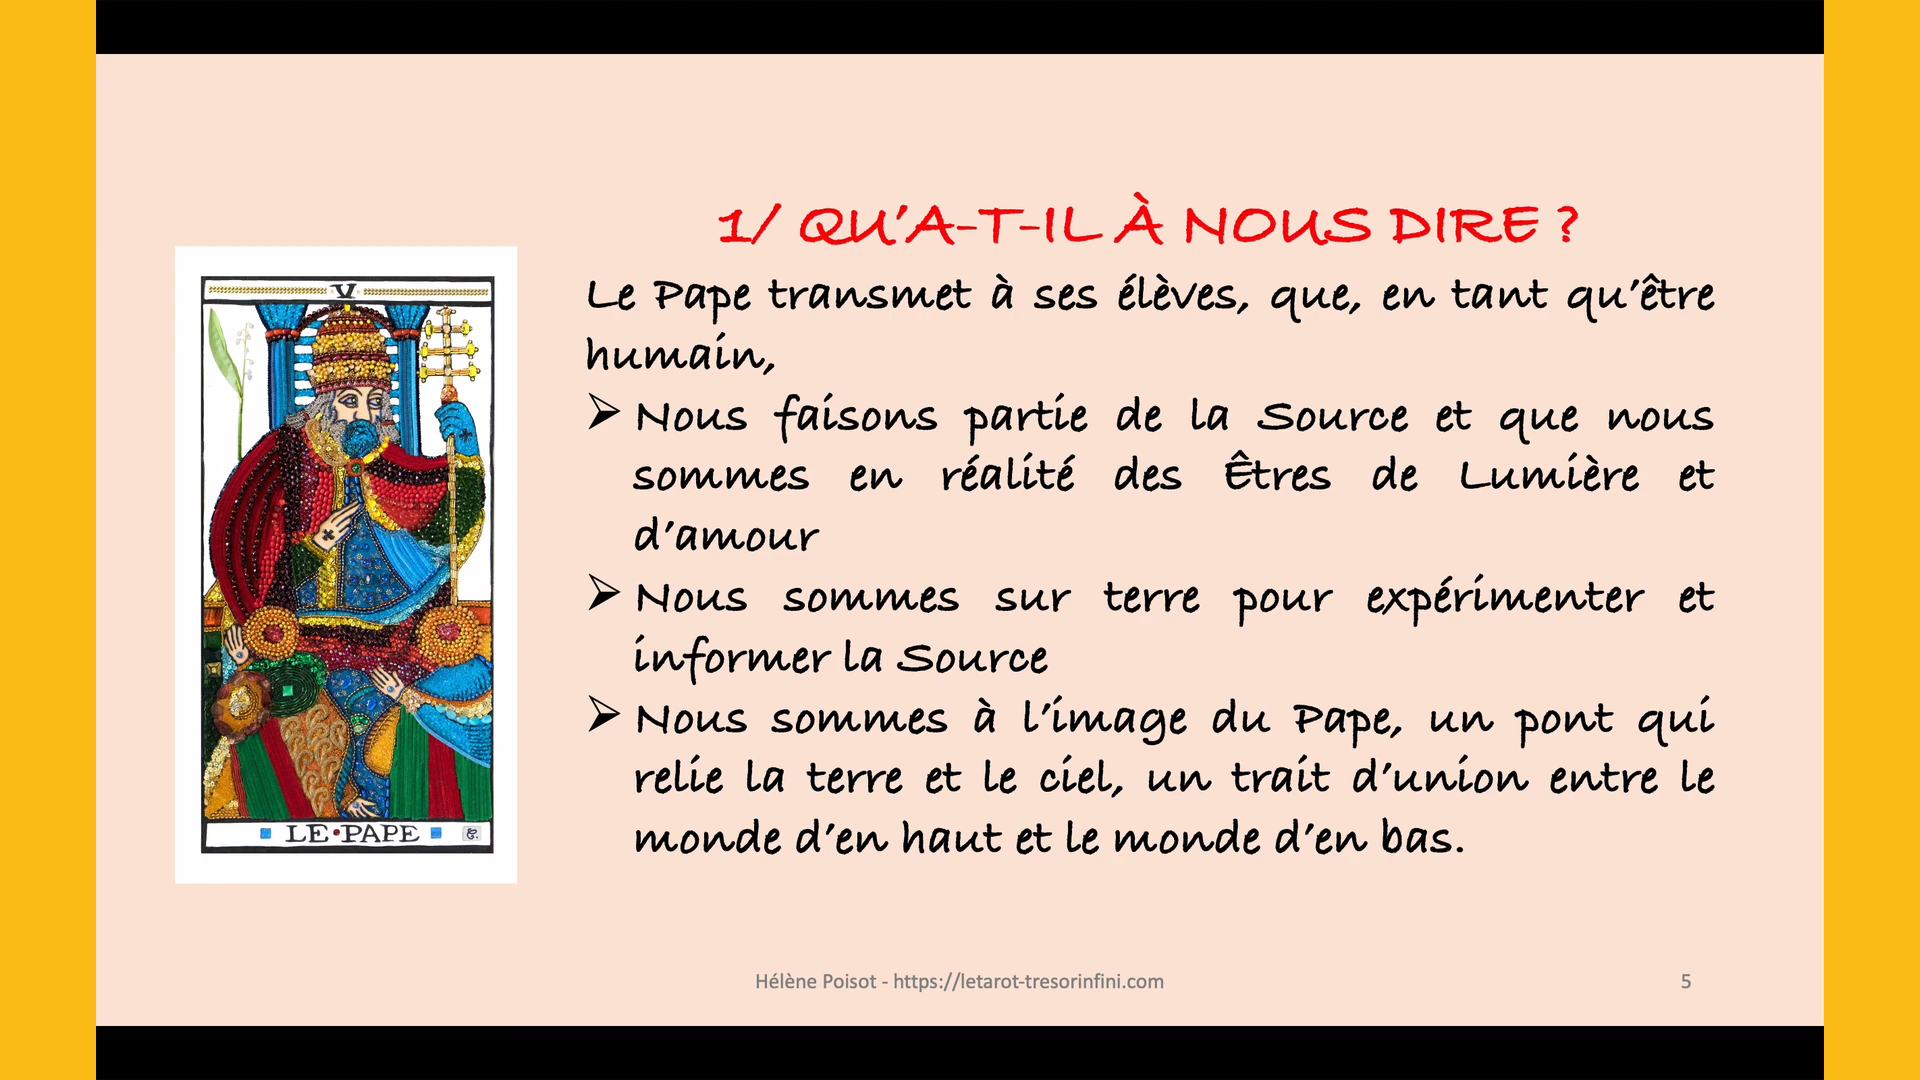 1/ QU'A-T-IL À NOUS DIRE ?
Le Pape transmet à ses élèves, que, en tant qu'être
humain,
➢ Nous faisons partie de la Source et que nous
sommes en réalité des Êtres de Lumière et
d'amour
➢ Nous sommes sur terre pour expérimenter et
informer la Source
➢ Nous sommes à l'image du Pape, un pont qui
relie la terre et le ciel, un trait d'union entre le
monde d'en haut et le monde d'en bas.
V
LE•PAPE
Hélène Poisot - https://letarot-tresorinfini.com
5